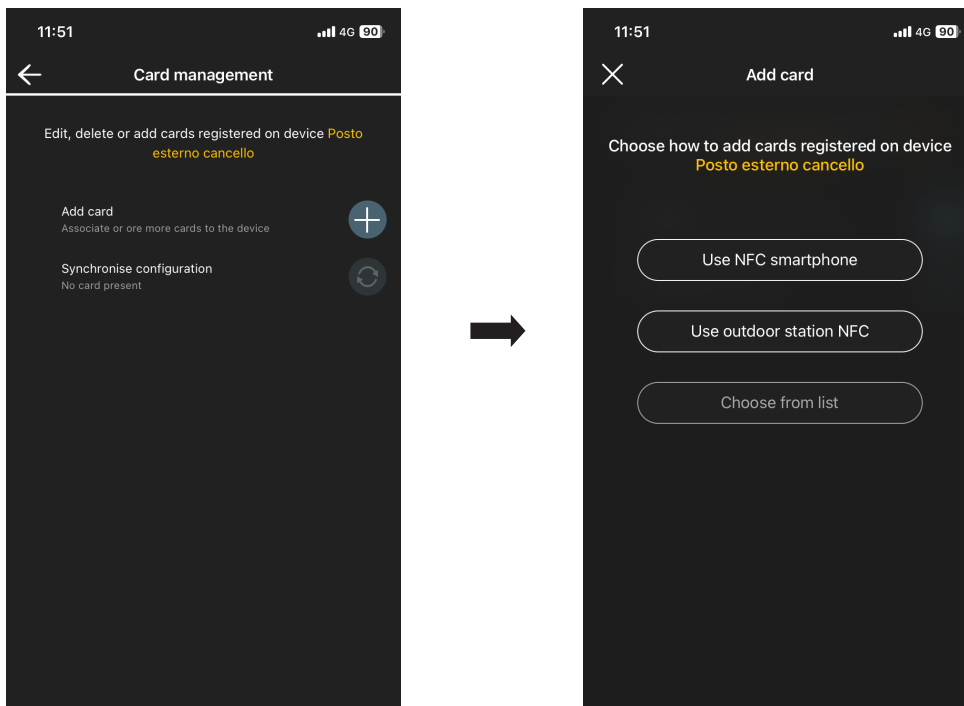 11:51
4G 90
Card management
Edit, delete or add cards registered on device Posto
esterno cancello
Add card
Associate or ore more cards to the device
Synchronise configuration
No card present
11:51
4G 90
Add card
Choose how to add cards registered on device
Posto esterno cancello
Use NFC smartphone
Use outdoor station NFC
Choose from list